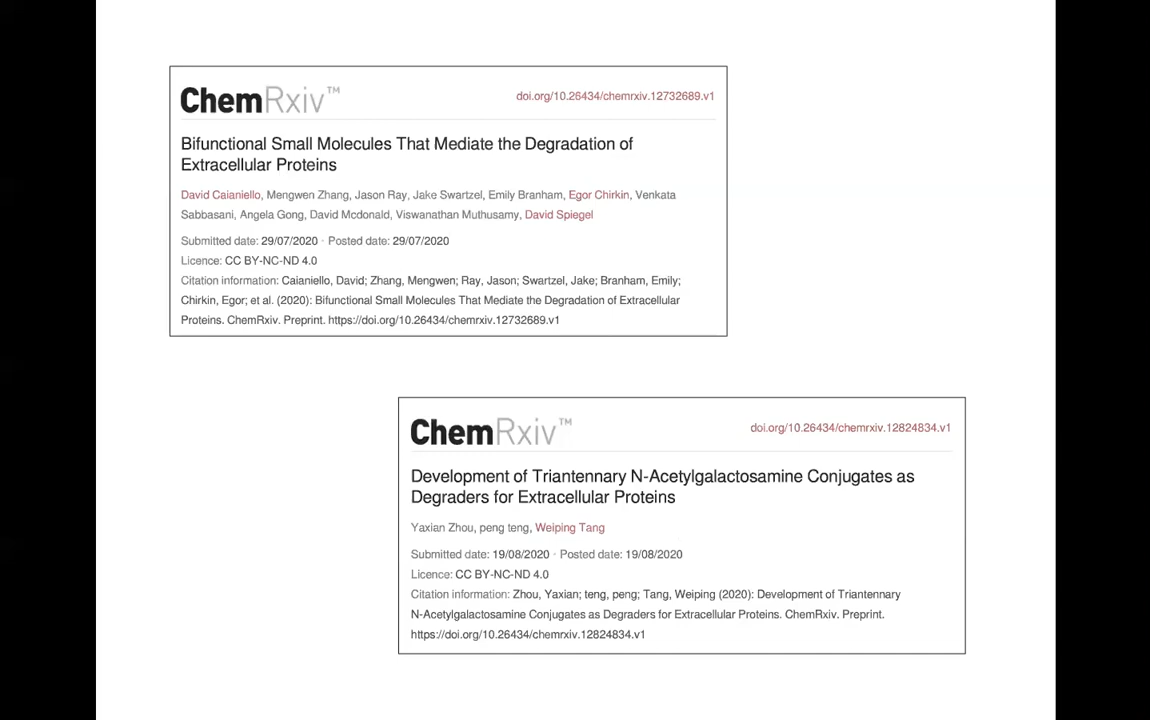 ChemRxiv™
doi.org/10.26434/chemrxiv.12732689.v1
Bifunctional Small Molecules That Mediate the Degradation of
Extracellular Proteins
David Caianiello, Mengwen Zhang, Jason Ray, Jake Swartzel, Emily Branham, Egor Chirkin, Venkata
Sabbasani, Angela Gong, David Mcdonald, Viswanathan Muthusamy, David Spiegel
Submitted date: 29/07/2020 · Posted date: 29/07/2020
Licence: CC BY-NC-ND 4.0
Citation information: Caianiello, David; Zhang, Mengwen; Ray, Jason; Swartzel, Jake; Branham, Emily;
Chirkin, Egor; et al. (2020): Bifunctional Small Molecules That Mediate the Degradation of Extracellular
Proteins. ChemRxiv. Preprint. https://doi.org/10.26434/chemrxiv.12732689.v1
ChemRxiv™
doi.org/10.26434/chemrxiv.12824834.v1
Development of Triantennary N-Acetylgalactosamine Conjugates as
Degraders for Extracellular Proteins
Yaxian Zhou, peng teng, Weiping Tang
Submitted date: 19/08/2020 · Posted date: 19/08/2020
Licence: CC BY-NC-ND 4.0
Citation information: Zhou, Yaxian; teng, peng; Tang, Weiping (2020): Development of Triantennary
N-Acetylgalactosamine Conjugates as Degraders for Extracellular Proteins. ChemRxiv. Preprint.
https://doi.org/10.26434/chemrxiv.12824834.v1